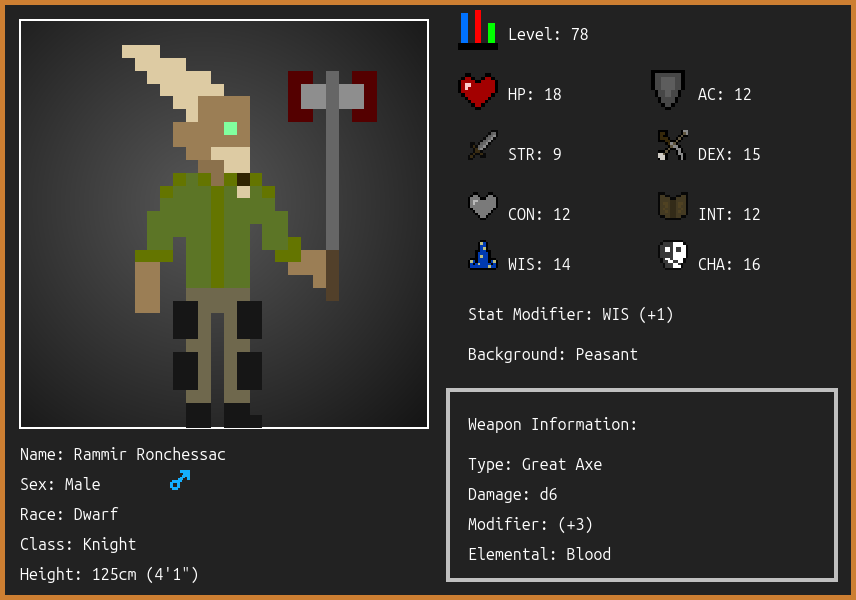 Level: 78
HP: 18
AC: 12
STR: 9
DEX: 15
CON: 12
INT: 12
WIS: 14
CHA: 16
Stat Modifier: WIS (+1)
Background: Peasant
Weapon Information:
Type: Great Axe
Damage: d6
Modifier: (+3)
Elemental: Blood
Name: Rammir Ronchessac
Sex: Male
Race: Dwarf
Class: Knight
Height: 125cm (4'1")